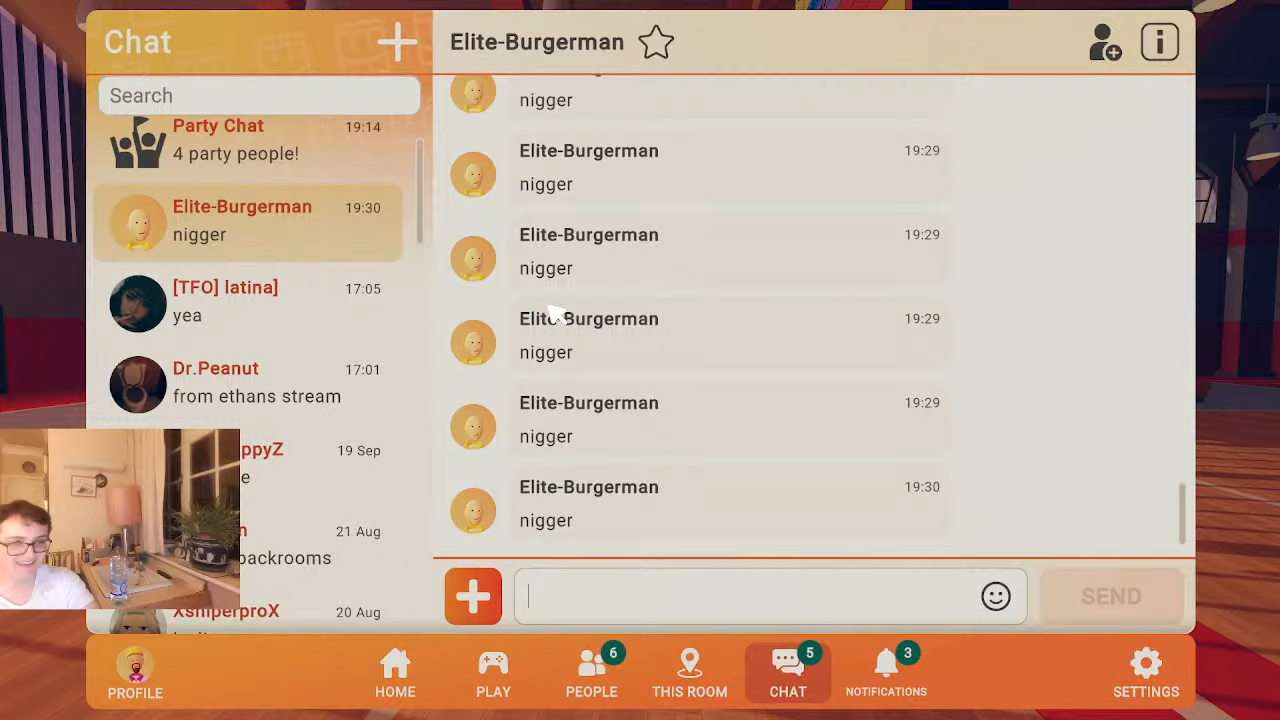 Chat
Elite-Burgerman
Search
Party Chat 19:14
4 party people!
Elite-Burgerman 19:30
nigger
[TFO] latina] 17:05
yea
Dr.Peanut 17:01
from ethans stream
ppyZ 19 Sep
e
n 21 Aug
backrooms
XsniperproX 20 Aug
nigger
Elite-Burgerman 19:29
nigger
Elite-Burgerman 19:29
nigger
Elite-Burgerman 19:29
nigger
Elite-Burgerman 19:29
nigger
Elite-Burgerman 19:30
nigger
SEND
PROFILE
HOME
PLAY
PEOPLE 6
THIS ROOM
CHAT 5
NOTIFICATIONS 3
SETTINGS